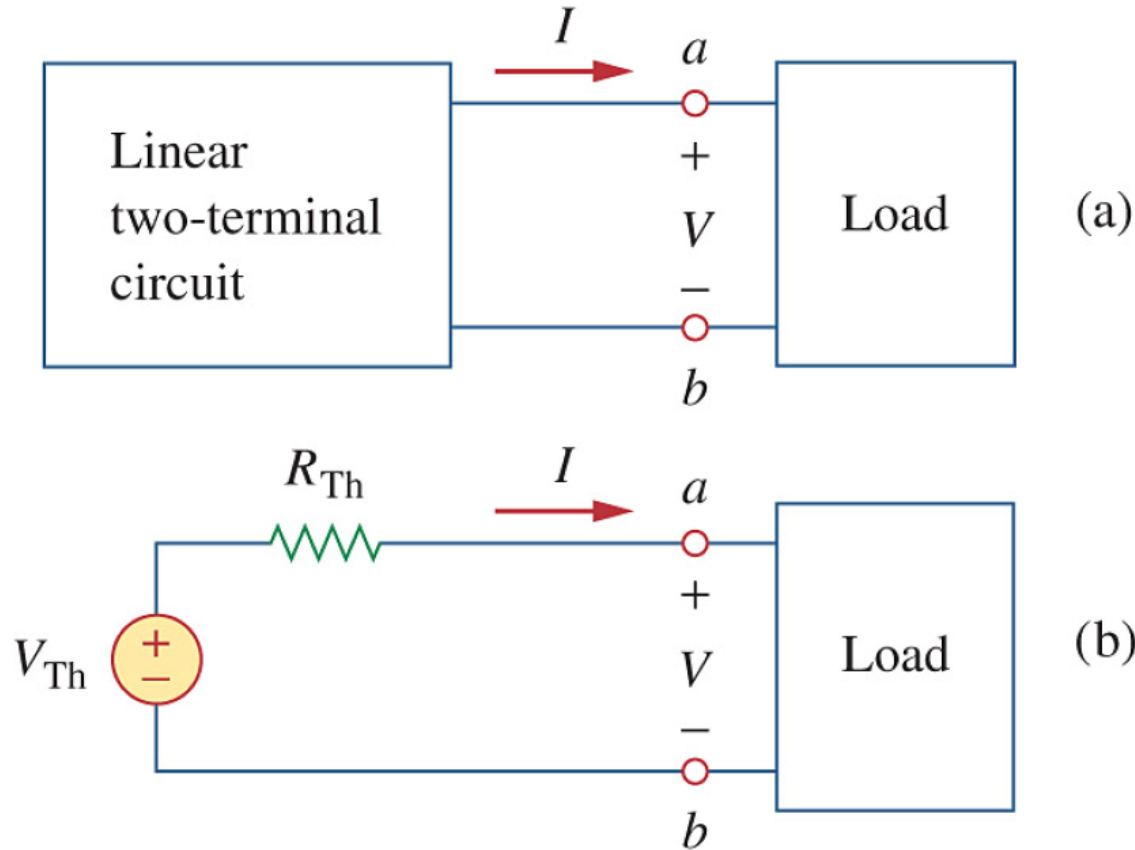 I
a
Linear
two-terminal
circuit
+
V
−
Load
(a)
b
R_Th
I
a
V_Th
+
−
+
V
−
Load
(b)
b